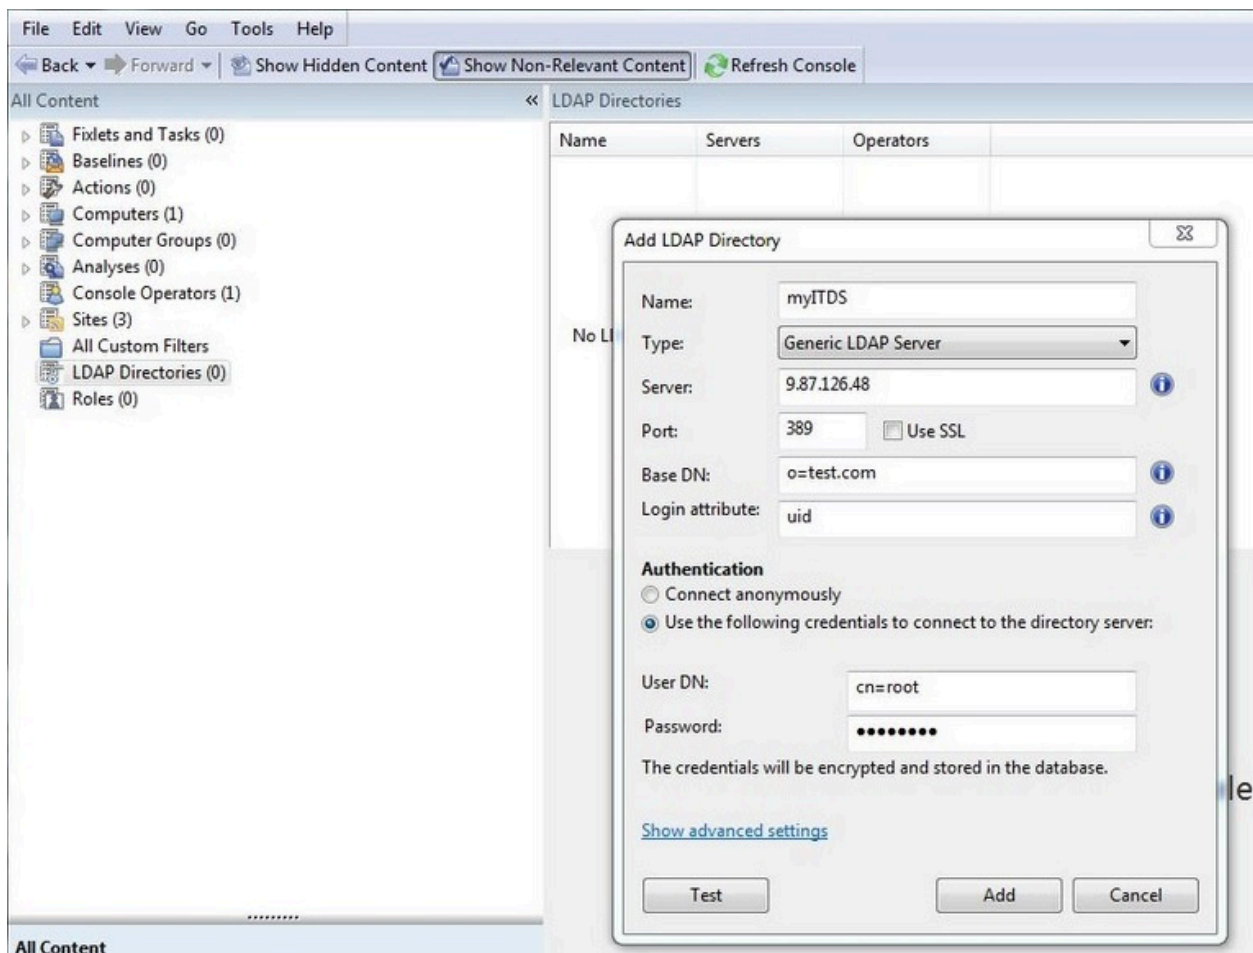 File Edit View Go Tools Help
Back Forward Show Hidden Content Show Non-Relevant Content Refresh Console
All Content
Fixlets and Tasks (0)
Baselines (0)
Actions (0)
Computers (1)
Computer Groups (0)
Analyses (0)
Console Operators (1)
Sites (3)
All Custom Filters
LDAP Directories (0)
Roles (0)
All Content
LDAP Directories
Name Servers Operators
No
Add LDAP Directory
Name: myITDS
Type: Generic LDAP Server
Server: 9.87.126.48
Port: 389 Use SSL
Base DN: o=test.com
Login attribute: uid
Authentication
Connect anonymously
Use the following credentials to connect to the directory server:
User DN: cn=root
Password: ●●●●●●●●
The credentials will be encrypted and stored in the database.
Show advanced settings
Test Add Cancel